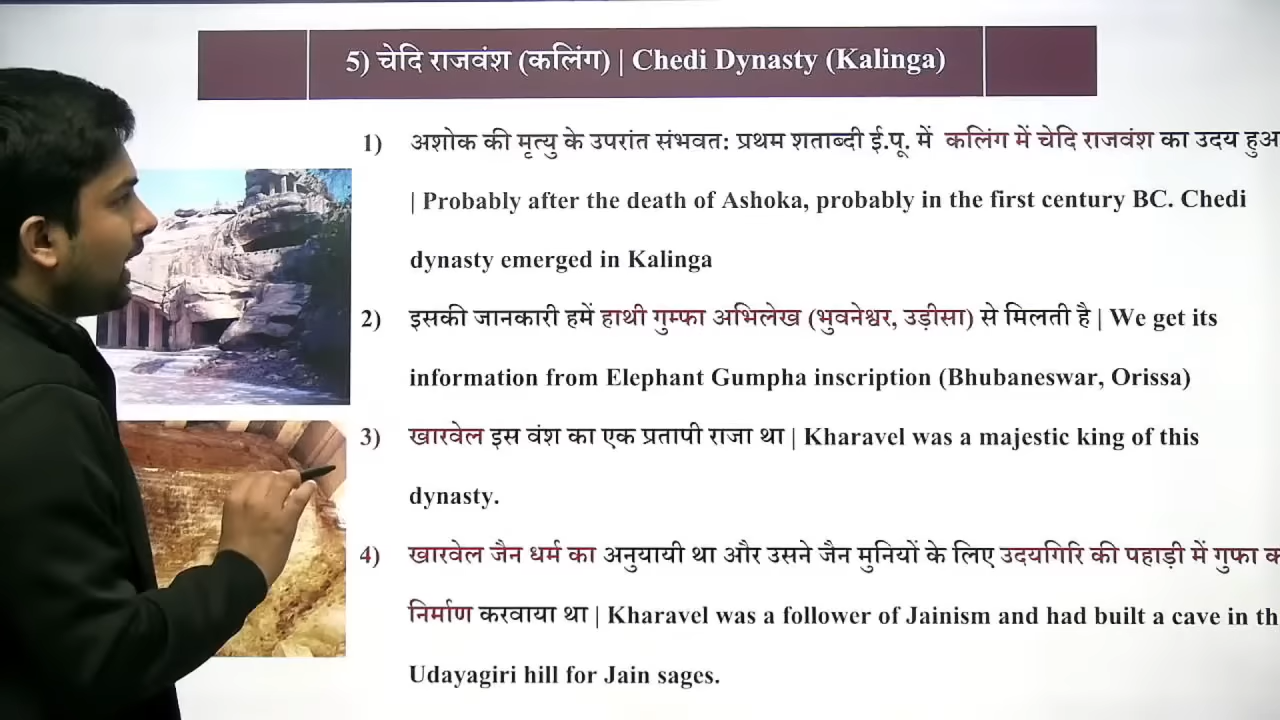 5) चेदि राजवंश (कलिंग) | Chedi Dynasty (Kalinga)
1) अशोक की मृत्यु के उपरांत संभवत: प्रथम शताब्दी ई.पू. में कलिंग में चेदि राजवंश का उदय हुआ
| Probably after the death of Ashoka, probably in the first century BC. Chedi
dynasty emerged in Kalinga
2) इसकी जानकारी हमें हाथी गुम्फा अभिलेख (भुवनेश्वर, उड़ीसा) से मिलती है | We get its
information from Elephant Gumpha inscription (Bhubaneswar, Orissa)
3) खारवेल इस वंश का एक प्रतापी राजा था | Kharavel was a majestic king of this
dynasty.
4) खारवेल जैन धर्म का अनुयायी था और उसने जैन मुनियों के लिए उदयगिरि की पहाड़ी में गुफा
निर्माण करवाया था | Kharavel was a follower of Jainism and had built a cave in
Udayagiri hill for Jain sages.